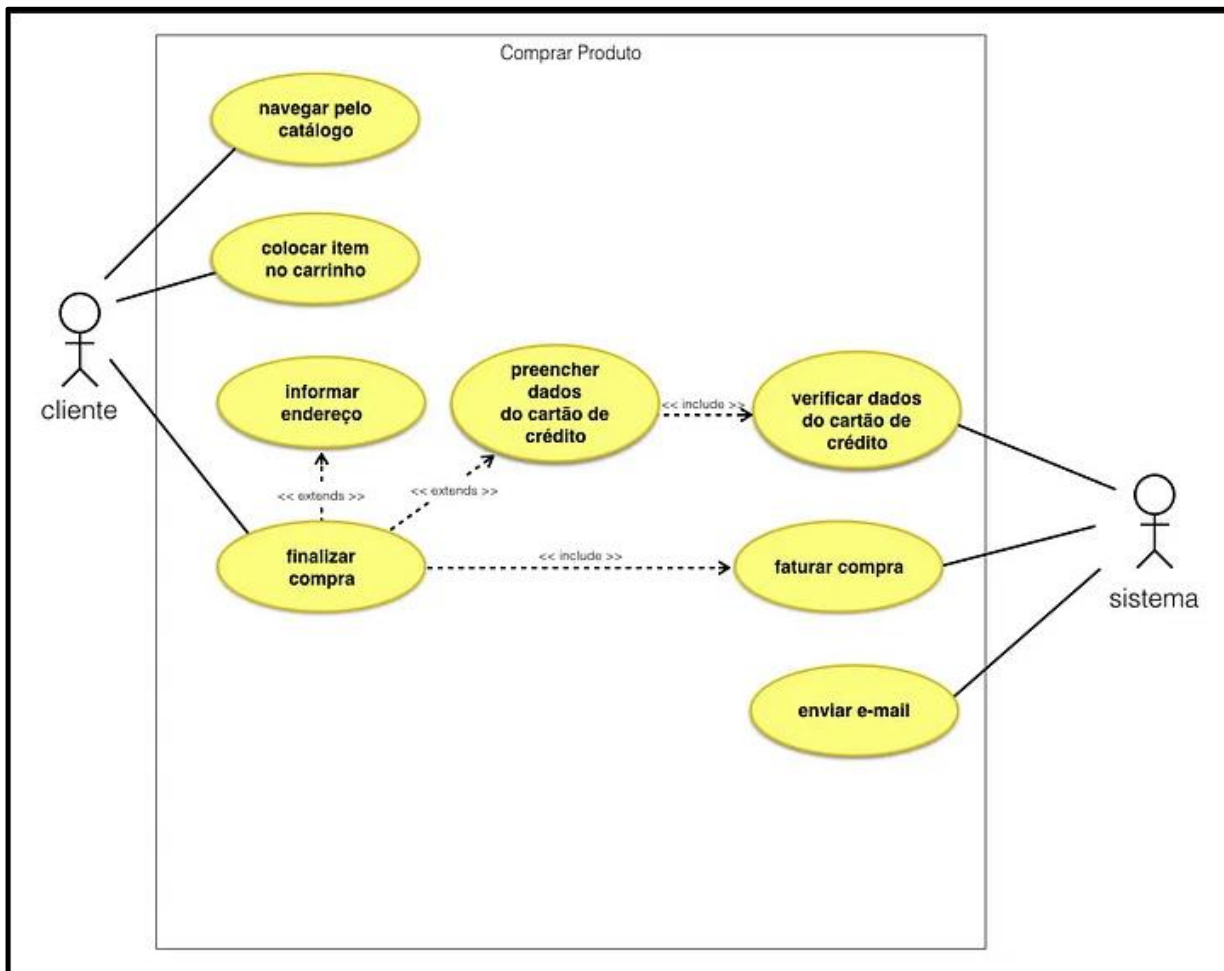 Comprar Produto
navegar pelo
catálogo
colocar item
no carrinho
cliente
informar
endereço
preencher
dados
do cartão de
crédito
<< include >>
verificar dados
do cartão de
crédito
<< extends >>
<< extends >>
finalizar
compra
<< include >>
faturar compra
sistema
enviar e-mail